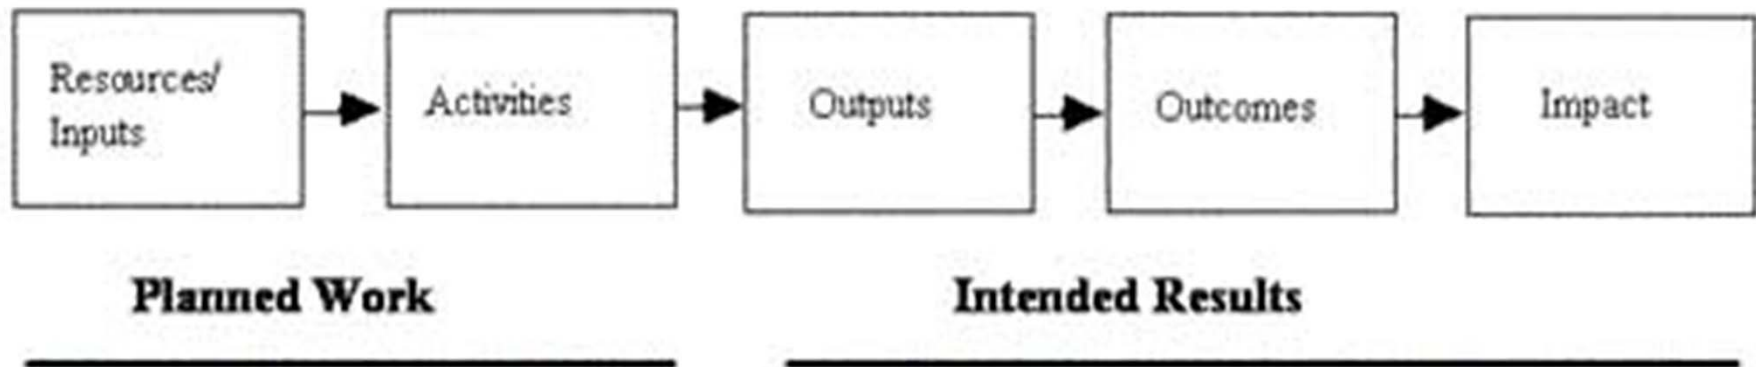 Resources/
Inputs
Activities
Outputs
Outcomes
Impact
Planned Work
Intended Results